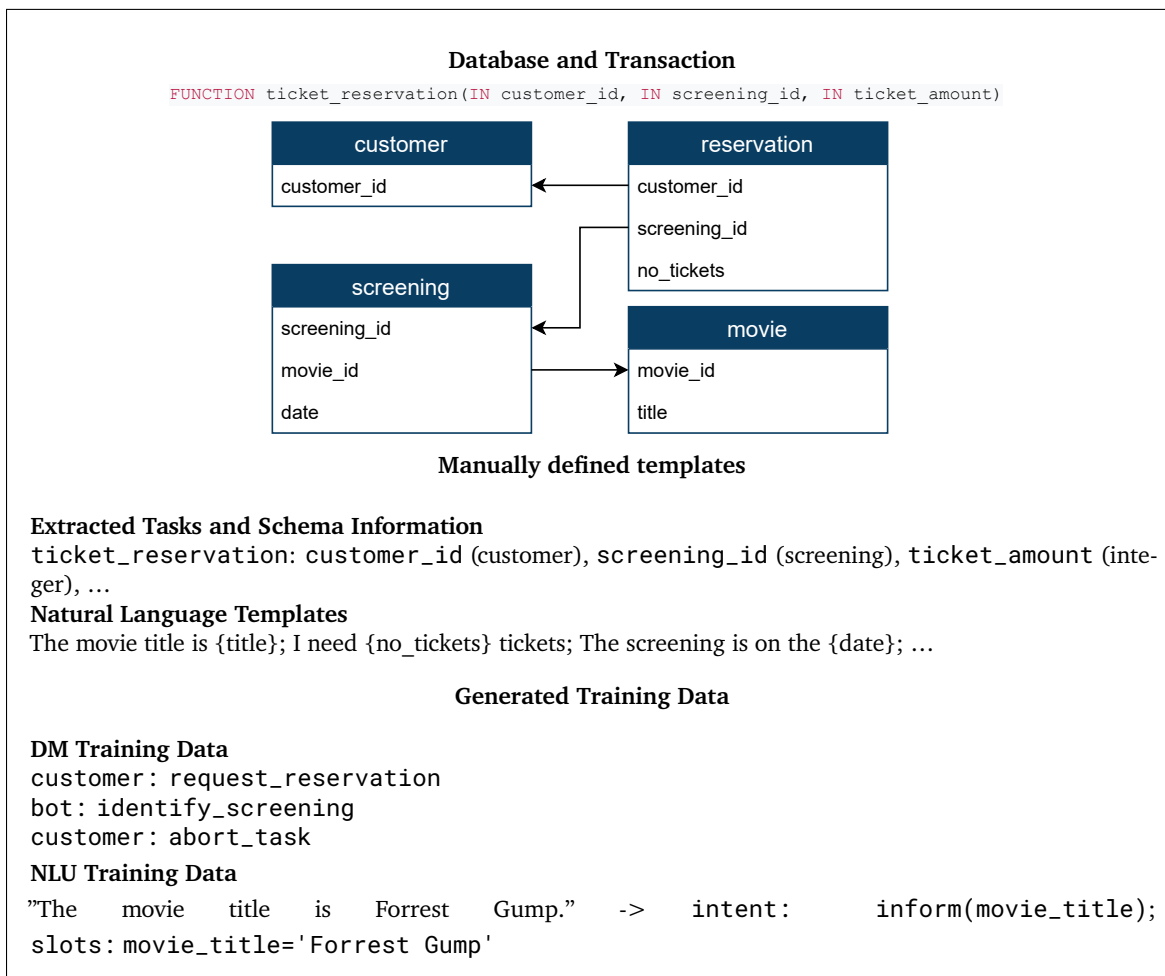 Database and Transaction
FUNCTION ticket_reservation(IN customer_id, IN screening_id, IN ticket_amount)
customer
customer_id
reservation
customer_id
screening_id
no_tickets
screening
screening_id
movie_id
date
movie
movie_id
title
Manually defined templates
Extracted Tasks and Schema Information
ticket_reservation: customer_id (customer), screening_id (screening), ticket_amount (inte-
ger), …
Natural Language Templates
The movie title is {title}; I need {no_tickets} tickets; The screening is on the {date}; …
Generated Training Data
DM Training Data
customer: request_reservation
bot: identify_screening
customer: abort_task
NLU Training Data
”The movie title is Forrest Gump.” -> intent: inform(movie_title);
slots: movie_title='Forrest Gump'